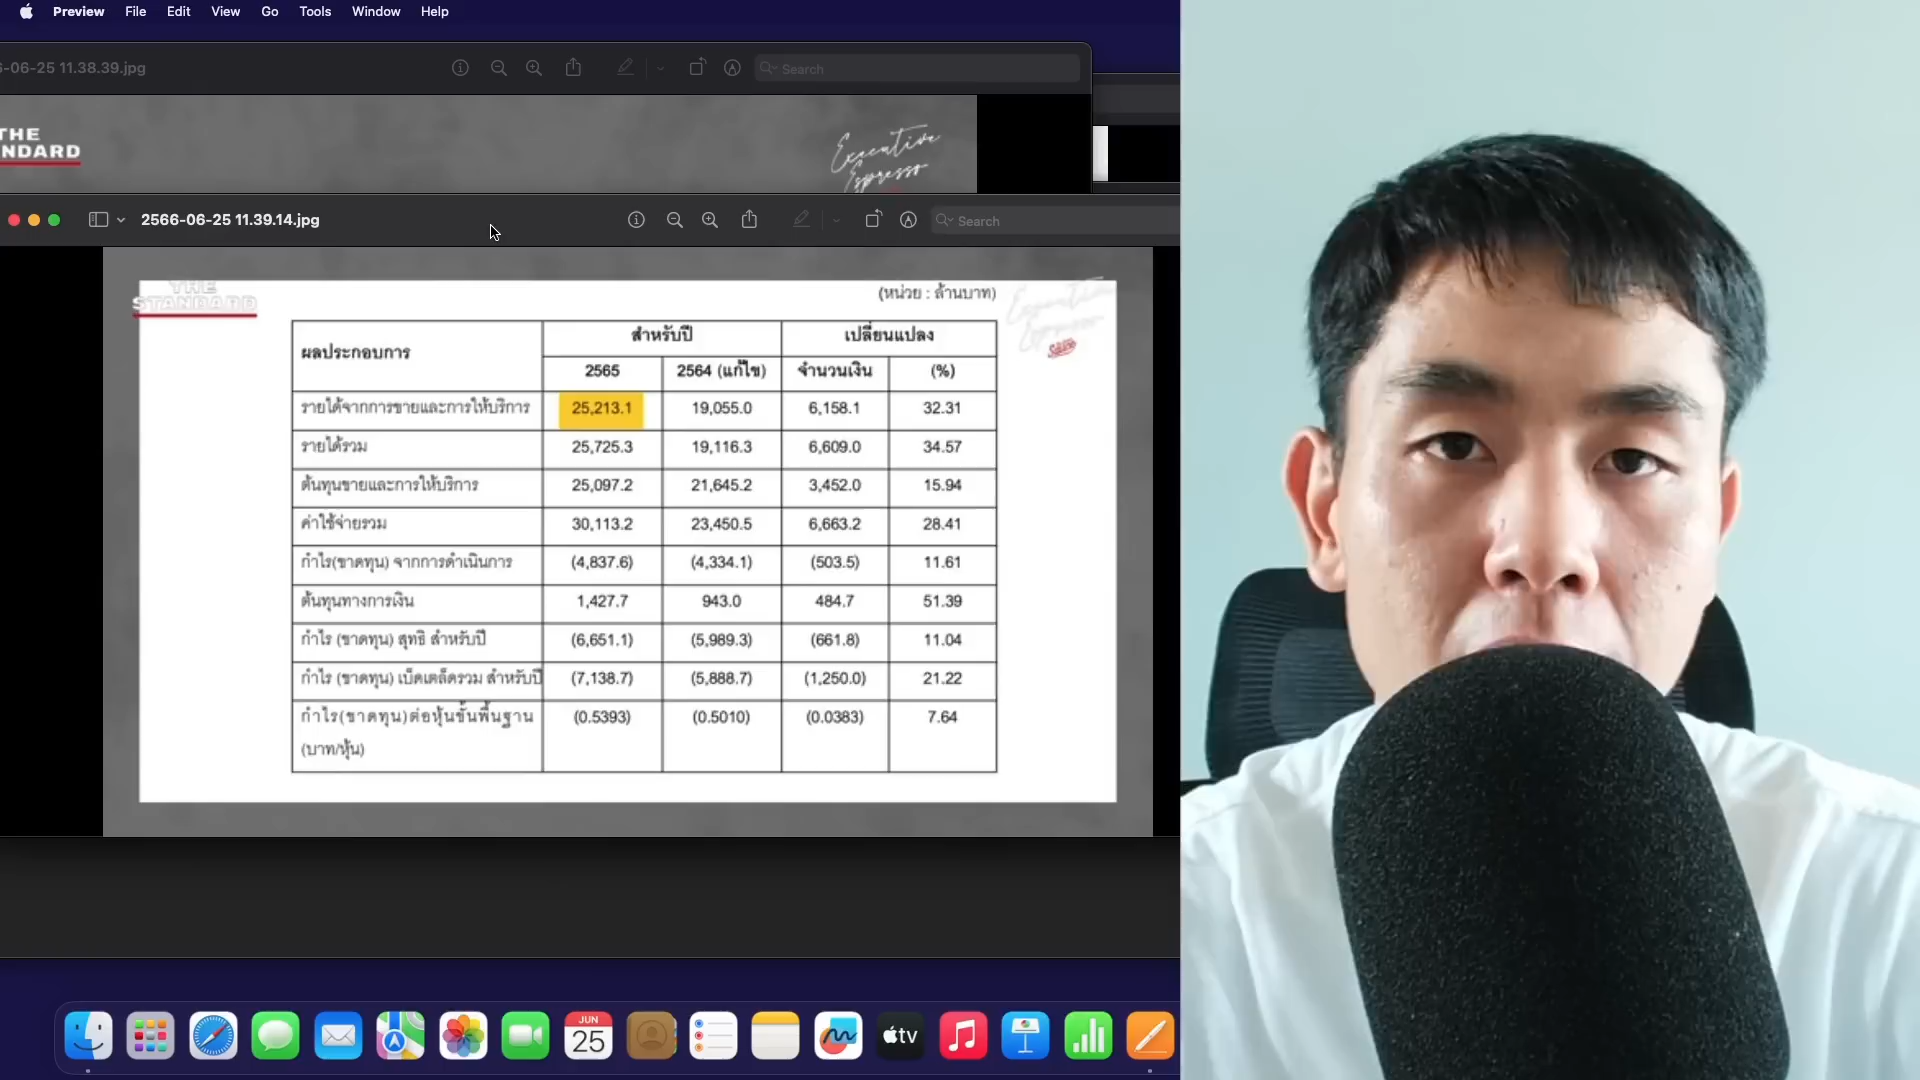 Preview File Edit View Go Tools Window Help
6-06-25 11.38.39.jpg
Search
THE
NDARD
Executive
Espresso
2566-06-25 11.39.14.jpg
Search
THE
STANDARD
Executive
Espresso
(หน่วย : ล้านบาท)
ผลประกอบการ สำหรับปี เปลี่ยนแปลง
2565 2564 (แก้ไข) จำนวนเงิน (%)
รายได้จากการขายและการให้บริการ 25,213.1 19,055.0 6,158.1 32.31
รายได้รวม 25,725.3 19,116.3 6,609.0 34.57
ต้นทุนขายและการให้บริการ 25,097.2 21,645.2 3,452.0 15.94
ค่าใช้จ่ายรวม 30,113.2 23,450.5 6,663.2 28.41
กำไร(ขาดทุน) จากการดำเนินการ (4,837.6) (4,334.1) (503.5) 11.61
ต้นทุนทางการเงิน 1,427.7 943.0 484.7 51.39
กำไร (ขาดทุน) สุทธิ สำหรับปี (6,651.1) (5,989.3) (661.8) 11.04
กำไร (ขาดทุน) เบ็ดเตล็ดรวม สำหรับปี (7,138.7) (5,888.7) (1,250.0) 21.22
กำไร(ขาดทุน)ต่อหุ้นขั้นพื้นฐาน (0.5393) (0.5010) (0.0383) 7.64
(บาท/หุ้น)
JUN
25
tv